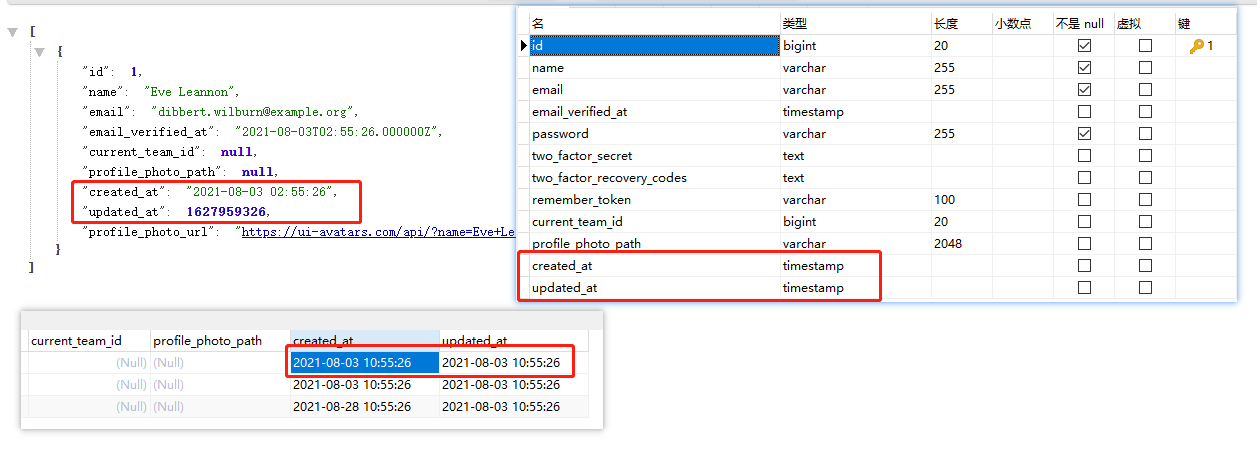 [
{
"id": 1,
"name": "Eve Leannon",
"email": "dibbert.wilburn@example.org",
"email_verified_at": "2021-08-03T02:55:26.000000Z",
"current_team_id": null,
"profile_photo_path": null,
"created_at": "2021-08-03 02:55:26",
"updated_at": 1627959326,
"profile_photo_url": "https://ui-avatars.com/api/?name=Eve+Le
}
]
名 类型 长度 小数点 不是 null 虚拟 键
id bigint 20 1
name varchar 255
email varchar 255
email_verified_at timestamp
password varchar 255
two_factor_secret text
two_factor_recovery_codes text
remember_token varchar 100
current_team_id bigint 20
profile_photo_path varchar 2048
created_at timestamp
updated_at timestamp
current_team_id profile_photo_path created_at updated_at
(Null) (Null) 2021-08-03 10:55:26 2021-08-03 10:55:26
(Null) (Null) 2021-08-03 10:55:26 2021-08-03 10:55:26
(Null) (Null) 2021-08-28 10:55:26 2021-08-03 10:55:26